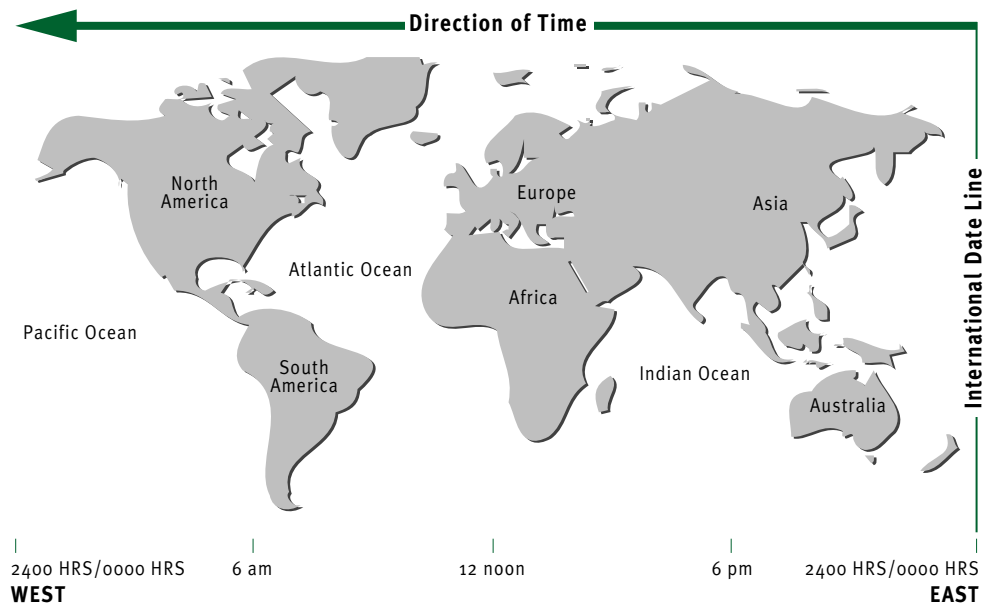 Direction of Time
North
America
Europe
Asia
Atlantic Ocean
Africa
Pacific Ocean
South
America
Indian Ocean
Australia
International Date Line
2400 HRS/0000 HRS
6 am
12 noon
6 pm
2400 HRS/0000 HRS
WEST
EAST